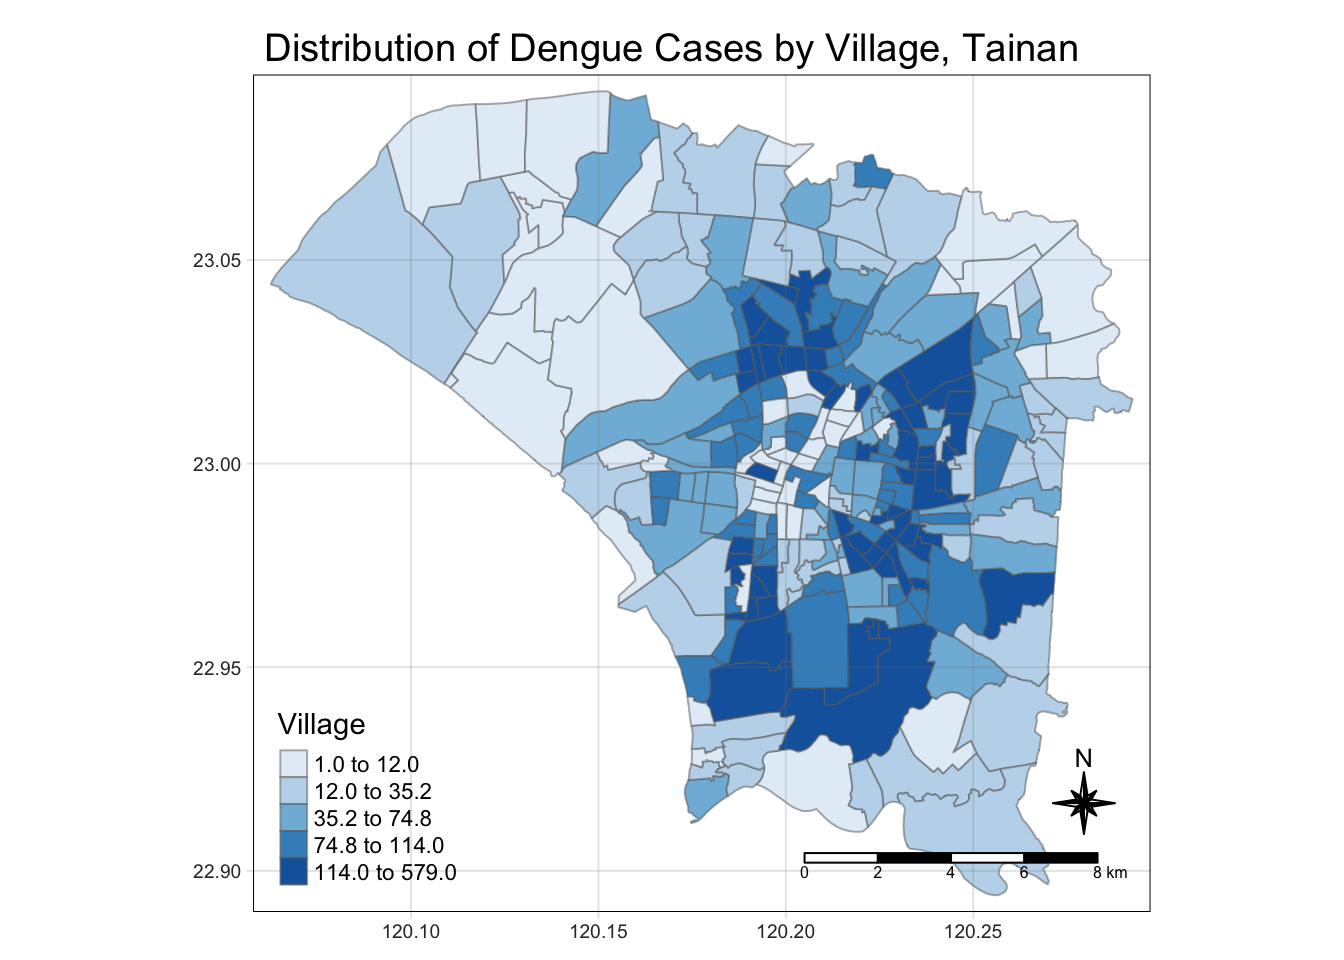 Distribution of Dengue Cases by Village, Tainan
23.05
23.00
22.95
22.90
Village
1.0 to 12.0
12.0 to 35.2
35.2 to 74.8
74.8 to 114.0
114.0 to 579.0
N
0 2 4 6 8 km
120.10 120.15 120.20 120.25